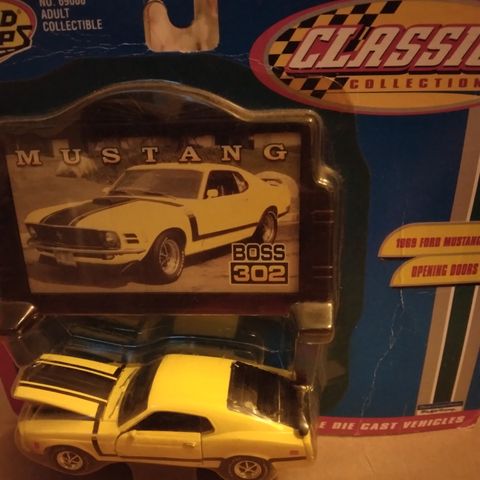 NO. 69000
ADULT
COLLECTIBLE
CLASSIC
COLLECTION
MUSTANG
BOSS
302
1969 FORD MUSTANG
OPENING DOORS
DIE CAST VEHICLES